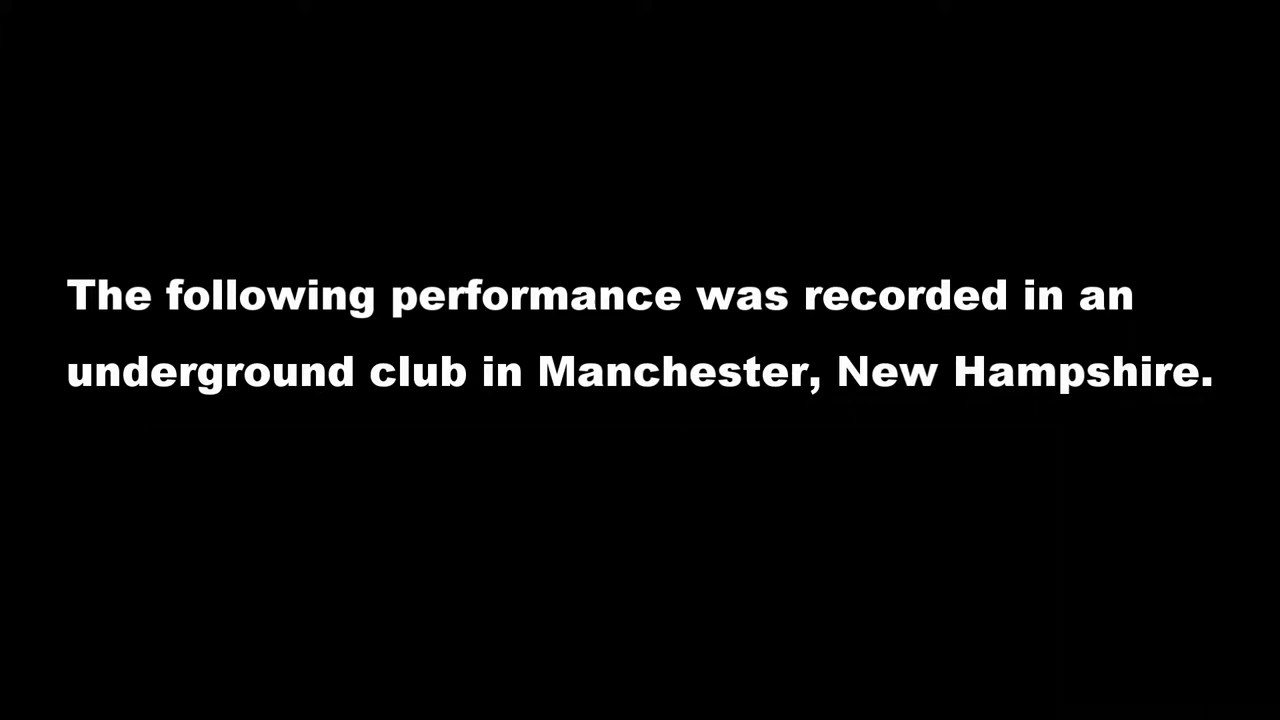 The following performance was recorded in an
underground club in Manchester, New Hampshire.